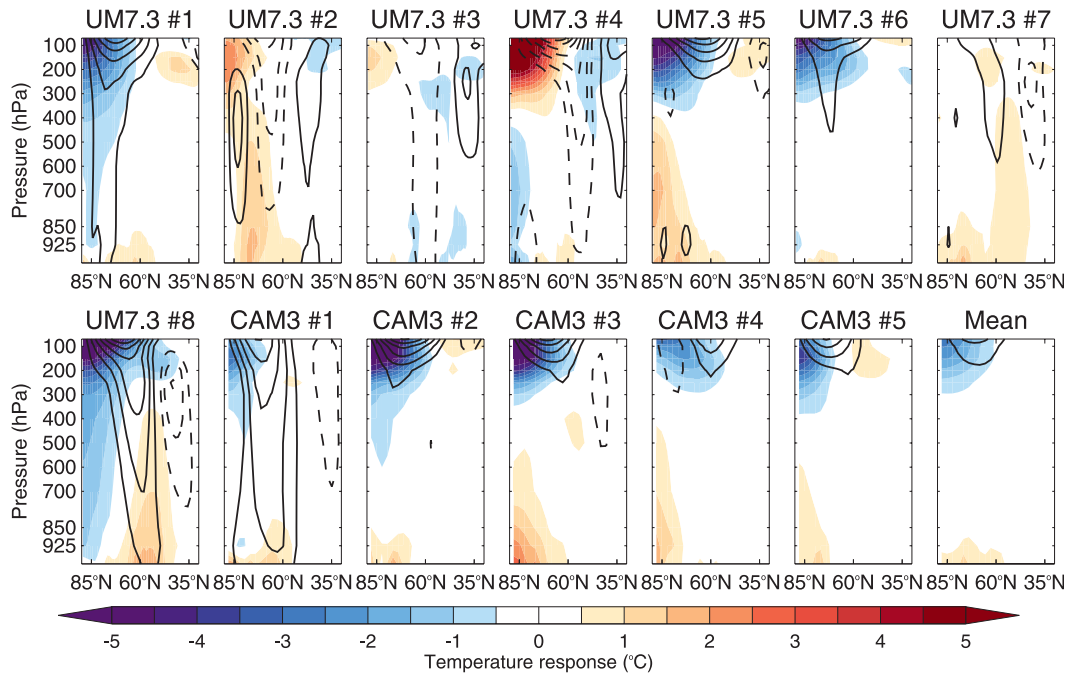 UM7.3 #1 UM7.3 #2 UM7.3 #3 UM7.3 #4 UM7.3 #5 UM7.3 #6 UM7.3 #7
Pressure (hPa)
100
200
300
400
500
700
850
925
85°N 60°N 35°N 85°N 60°N 35°N 85°N 60°N 35°N 85°N 60°N 35°N 85°N 60°N 35°N 85°N 60°N 35°N 85°N 60°N 35°N
UM7.3 #8 CAM3 #1 CAM3 #2 CAM3 #3 CAM3 #4 CAM3 #5 Mean
Pressure (hPa)
100
200
300
400
500
600
700
850
925
85°N 60°N 35°N 85°N 60°N 35°N 85°N 60°N 35°N 85°N 60°N 35°N 85°N 60°N 35°N 85°N 60°N 35°N 85°N 60°N 35°N
-5 -4 -3 -2 -1 0 1 2 3 4 5
Temperature response (°C)